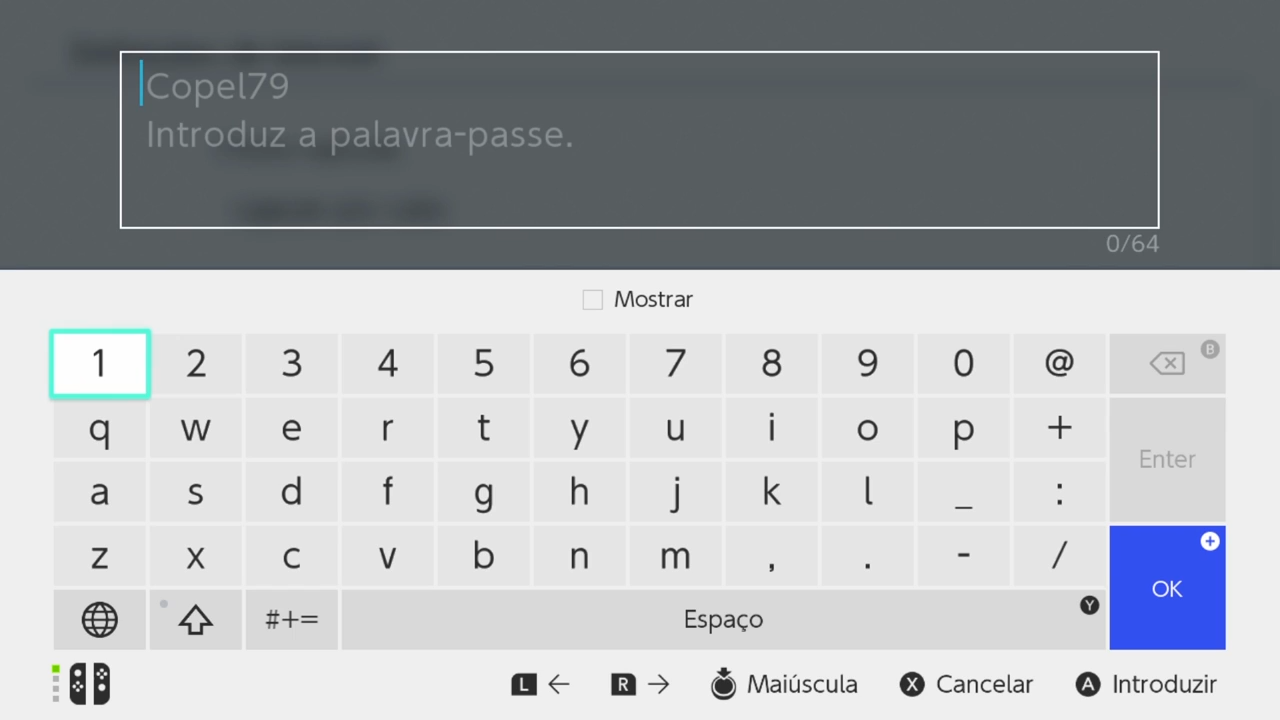 Copel79
Introduz a palavra-passe.
0/64
Mostrar
1 2 3 4 5 6 7 8 9 0 @ B
q w e r t y u i o p +
Enter
a s d f g h j k l _ :
z x c v b n m , . - /
OK
#+= Espaço Y
L ← R → Maiúscula X Cancelar A Introduzir